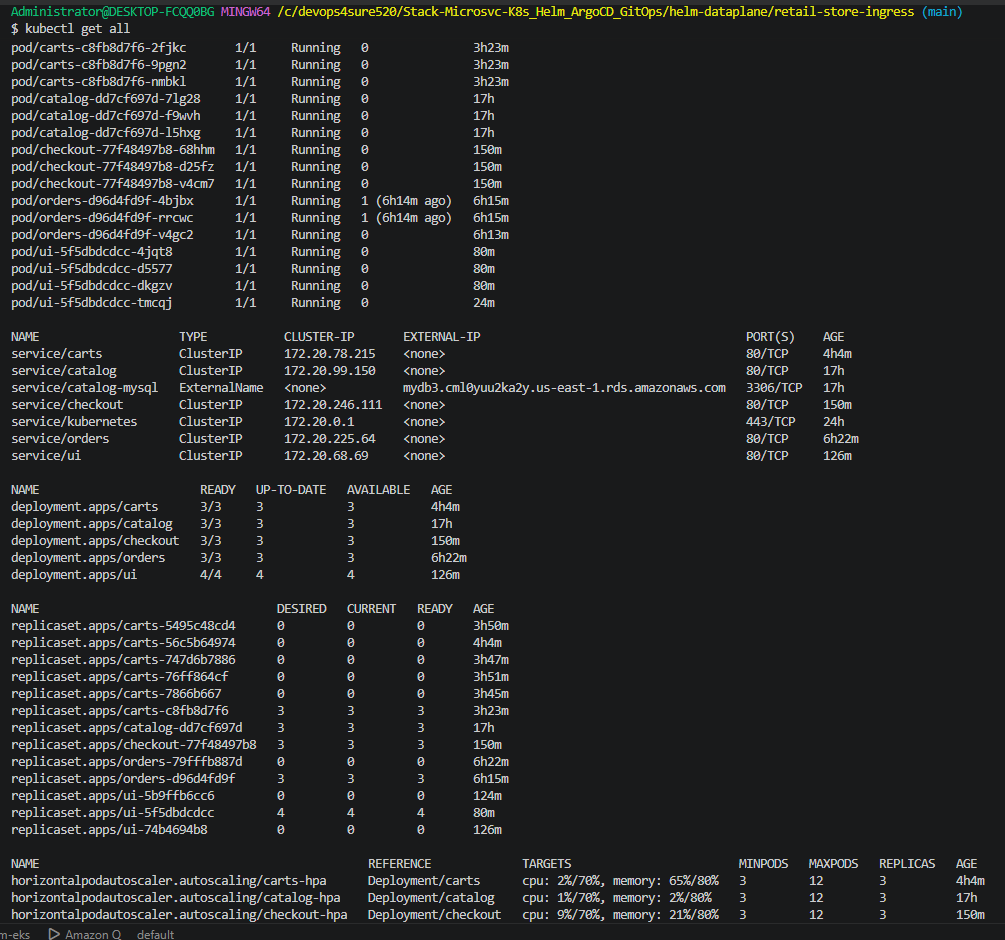 Administrator@DESKTOP-FCQQ0BG MINGW64 /c/devops4sure520/Stack-Microsvc-K8s_Helm_ArgoCD_GitOps/helm-dataplane/retail-store-ingress (main)
$ kubectl get all
pod/carts-c8fb8d7f6-2fjkc 1/1 Running 0 3h23m
pod/carts-c8fb8d7f6-9pgn2 1/1 Running 0 3h23m
pod/carts-c8fb8d7f6-nmbkl 1/1 Running 0 3h23m
pod/catalog-dd7cf697d-7lg28 1/1 Running 0 17h
pod/catalog-dd7cf697d-f9wvh 1/1 Running 0 17h
pod/catalog-dd7cf697d-l5hxg 1/1 Running 0 17h
pod/checkout-77f48497b8-68hhm 1/1 Running 0 150m
pod/checkout-77f48497b8-d25fz 1/1 Running 0 150m
pod/checkout-77f48497b8-v4cm7 1/1 Running 0 150m
pod/orders-d96d4fd9f-4bjbx 1/1 Running 1 (6h14m ago) 6h15m
pod/orders-d96d4fd9f-rrcwc 1/1 Running 1 (6h14m ago) 6h15m
pod/orders-d96d4fd9f-v4gc2 1/1 Running 0 6h13m
pod/ui-5f5dbdcdcc-4jqt8 1/1 Running 0 80m
pod/ui-5f5dbdcdcc-d5577 1/1 Running 0 80m
pod/ui-5f5dbdcdcc-dkgzv 1/1 Running 0 80m
pod/ui-5f5dbdcdcc-tmcqj 1/1 Running 0 24m
NAME TYPE CLUSTER-IP EXTERNAL-IP PORT(S) AGE
service/carts ClusterIP 172.20.78.215 <none> 80/TCP 4h4m
service/catalog ClusterIP 172.20.99.150 <none> 80/TCP 17h
service/catalog-mysql ExternalName <none> mydb3.cml0yuu2ka2y.us-east-1.rds.amazonaws.com 3306/TCP 17h
service/checkout ClusterIP 172.20.246.111 <none> 80/TCP 150m
service/kubernetes ClusterIP 172.20.0.1 <none> 443/TCP 24h
service/orders ClusterIP 172.20.225.64 <none> 80/TCP 6h22m
service/ui ClusterIP 172.20.68.69 <none> 80/TCP 126m
NAME READY UP-TO-DATE AVAILABLE AGE
deployment.apps/carts 3/3 3 3 4h4m
deployment.apps/catalog 3/3 3 3 17h
deployment.apps/checkout 3/3 3 3 150m
deployment.apps/orders 3/3 3 3 6h22m
deployment.apps/ui 4/4 4 4 126m
NAME DESIRED CURRENT READY AGE
replicaset.apps/carts-5495c48cd4 0 0 0 3h50m
replicaset.apps/carts-56c5b64974 0 0 0 4h4m
replicaset.apps/carts-747d6b7886 0 0 0 3h47m
replicaset.apps/carts-76ff864cf 0 0 0 3h51m
replicaset.apps/carts-7866b667 0 0 0 3h45m
replicaset.apps/carts-c8fb8d7f6 3 3 3 3h23m
replicaset.apps/catalog-dd7cf697d 3 3 3 17h
replicaset.apps/checkout-77f48497b8 3 3 3 150m
replicaset.apps/orders-79fffb887d 0 0 0 6h22m
replicaset.apps/orders-d96d4fd9f 3 3 3 6h15m
replicaset.apps/ui-5b9ffb6cc6 0 0 0 124m
replicaset.apps/ui-5f5dbdcdcc 4 4 4 80m
replicaset.apps/ui-74b4694b8 0 0 0 126m
NAME REFERENCE TARGETS MINPODS MAXPODS REPLICAS AGE
horizontalpodautoscaler.autoscaling/carts-hpa Deployment/carts cpu: 2%/70%, memory: 65%/80% 3 12 3 4h4m
horizontalpodautoscaler.autoscaling/catalog-hpa Deployment/catalog cpu: 1%/70%, memory: 2%/80% 3 12 3 17h
horizontalpodautoscaler.autoscaling/checkout-hpa Deployment/checkout cpu: 9%/70%, memory: 21%/80% 3 12 3 150m
m-eks Amazon Q default